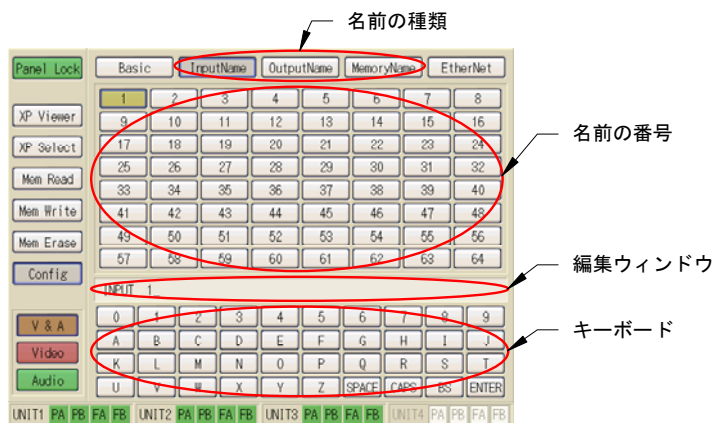 名前の種類
Panel Lock Basic InputName OutputName MemoryName EtherNet
1 2 3 4 5 6 7 8
XP Viewer 9 10 11 12 13 14 15 16
名前の番号
XP Select 17 18 19 20 21 22 23 24
Mem Read 25 26 27 28 29 30 31 32
33 34 35 36 37 38 39 40
Mem Write 41 42 43 44 45 46 47 48
Mem Erase 49 50 51 52 53 54 55 56
Config 57 58 59 60 61 62 63 64
編集ウィンドウ
INPUT 1_
V & A 0 1 2 3 4 5 6 7 8 9
キーボード
A B C D E F G H I J
Video K L M N O P Q R S T
Audio U V W X Y Z SPACE CAPS BS ENTER
UNIT1 PA PB FA FB UNIT2 PA PB FA FB UNIT3 PA PB FA FB UNIT4 PA PB FA FB